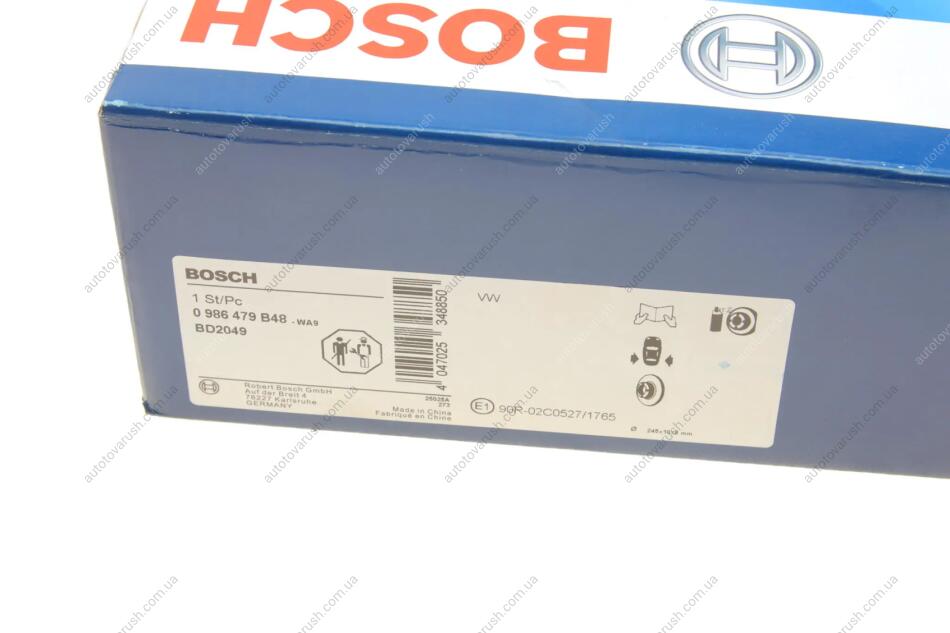 BOSCH
BOSCH
1 St/Pc
0 986 479 B48 - WA9
BD2049
Robert Bosch GmbH
Auf der Breit 4
76227 Karlsruhe
GERMANY
25025A
273
Made in China
Fabriqué en Chine
4 047025 348850
VW
E1 90R-02C0527/1765
autotovarush.com.ua